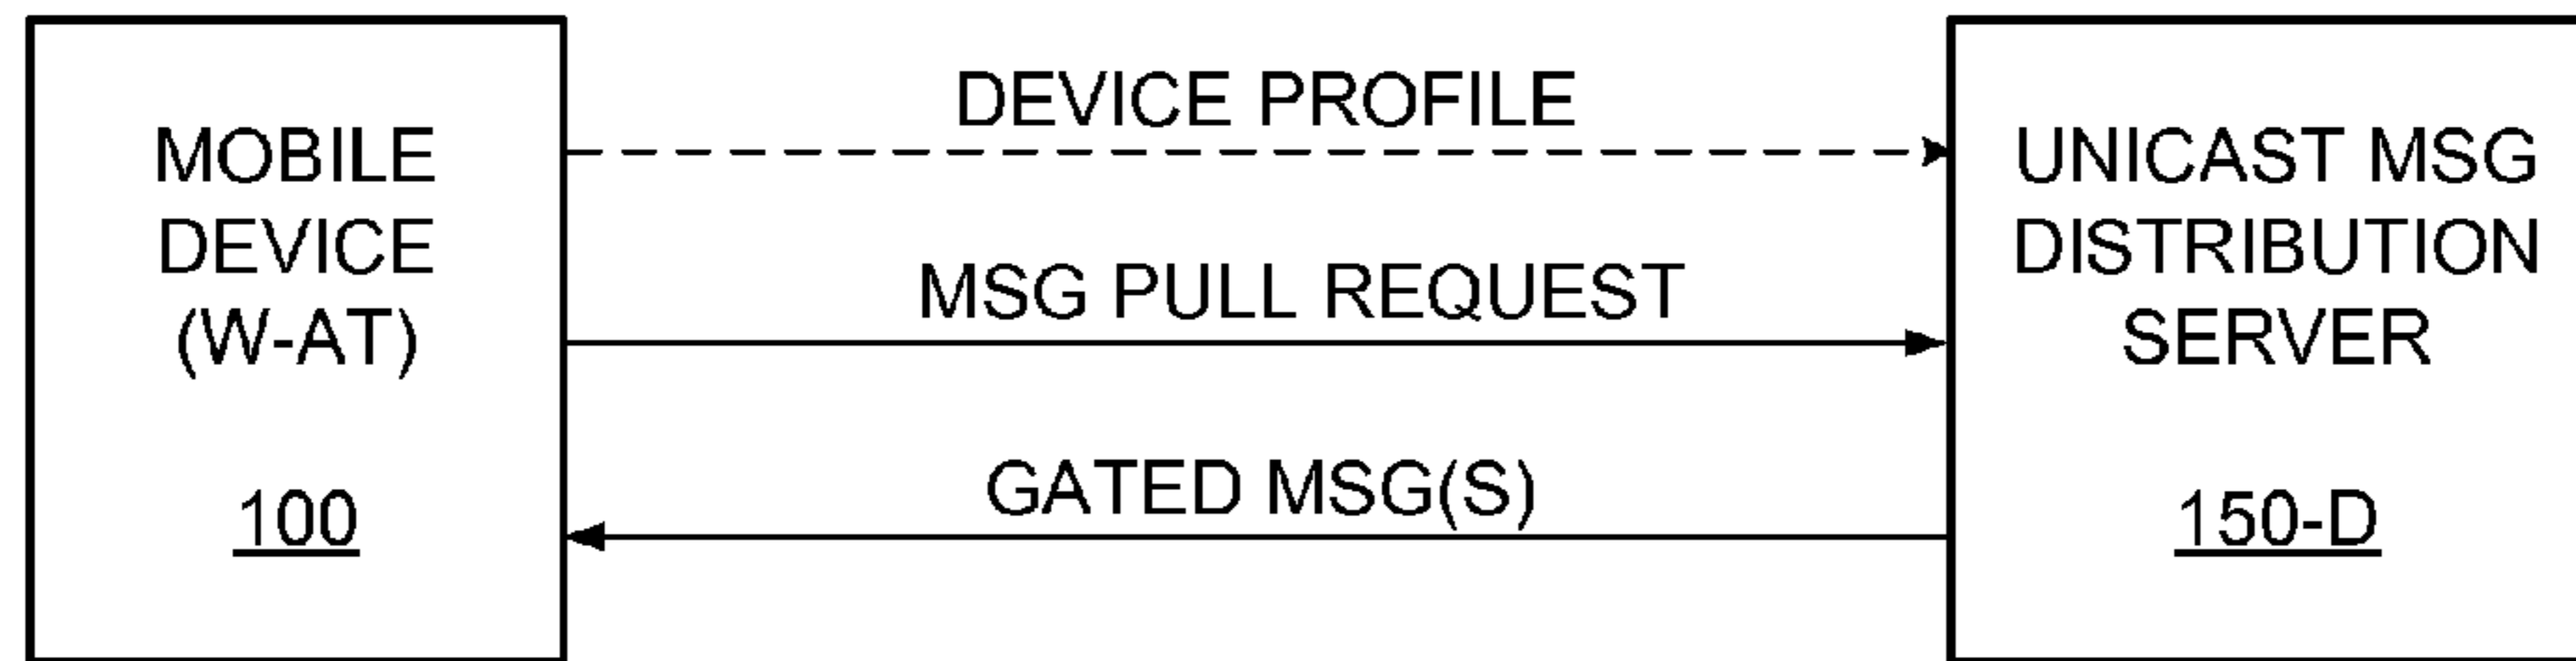 MOBILE
DEVICE
(W-AT)
100
DEVICE PROFILE
MSG PULL REQUEST
GATED MSG(S)
UNICAST MSG
DISTRIBUTION
SERVER
150-D